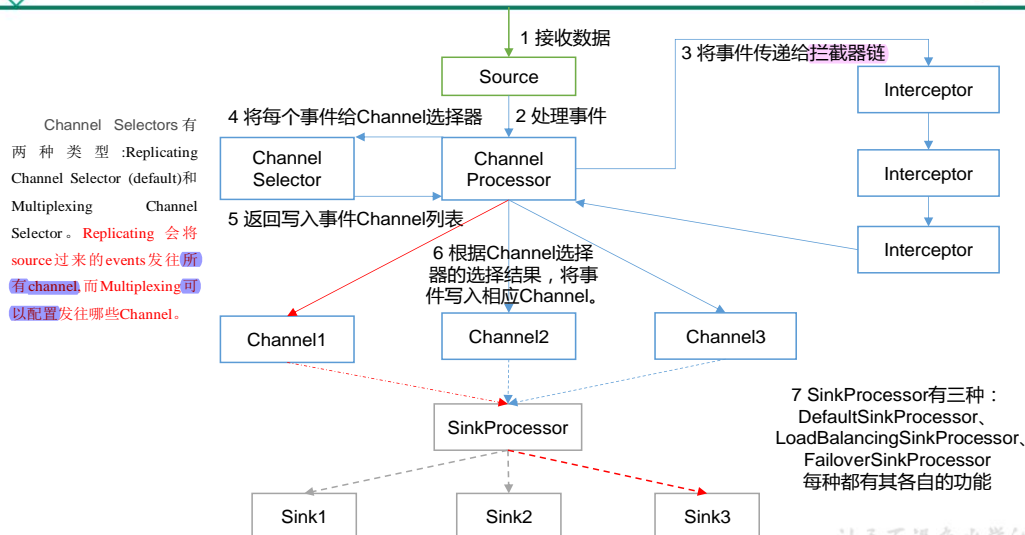 1 接收数据
3 将事件传递给拦截器链
Source
Interceptor
4 将每个事件给Channel选择器
2 处理事件
Channel Selectors 有
两种类型:Replicating
Channel Selector (default)和
Multiplexing Channel
Selector。Replicating 会将
source过来的events发往所
有channel,而Multiplexing可
以配置发往哪些Channel。
Channel
Selector
Channel
Processor
Interceptor
5 返回写入事件Channel列表
Interceptor
6 根据Channel选择
器的选择结果，将事
件写入相应Channel。
Channel1
Channel2
Channel3
SinkProcessor
7 SinkProcessor有三种：
DefaultSinkProcessor、
LoadBalancingSinkProcessor、
FailoverSinkProcessor
每种都有其各自的功能
Sink1
Sink2
Sink3